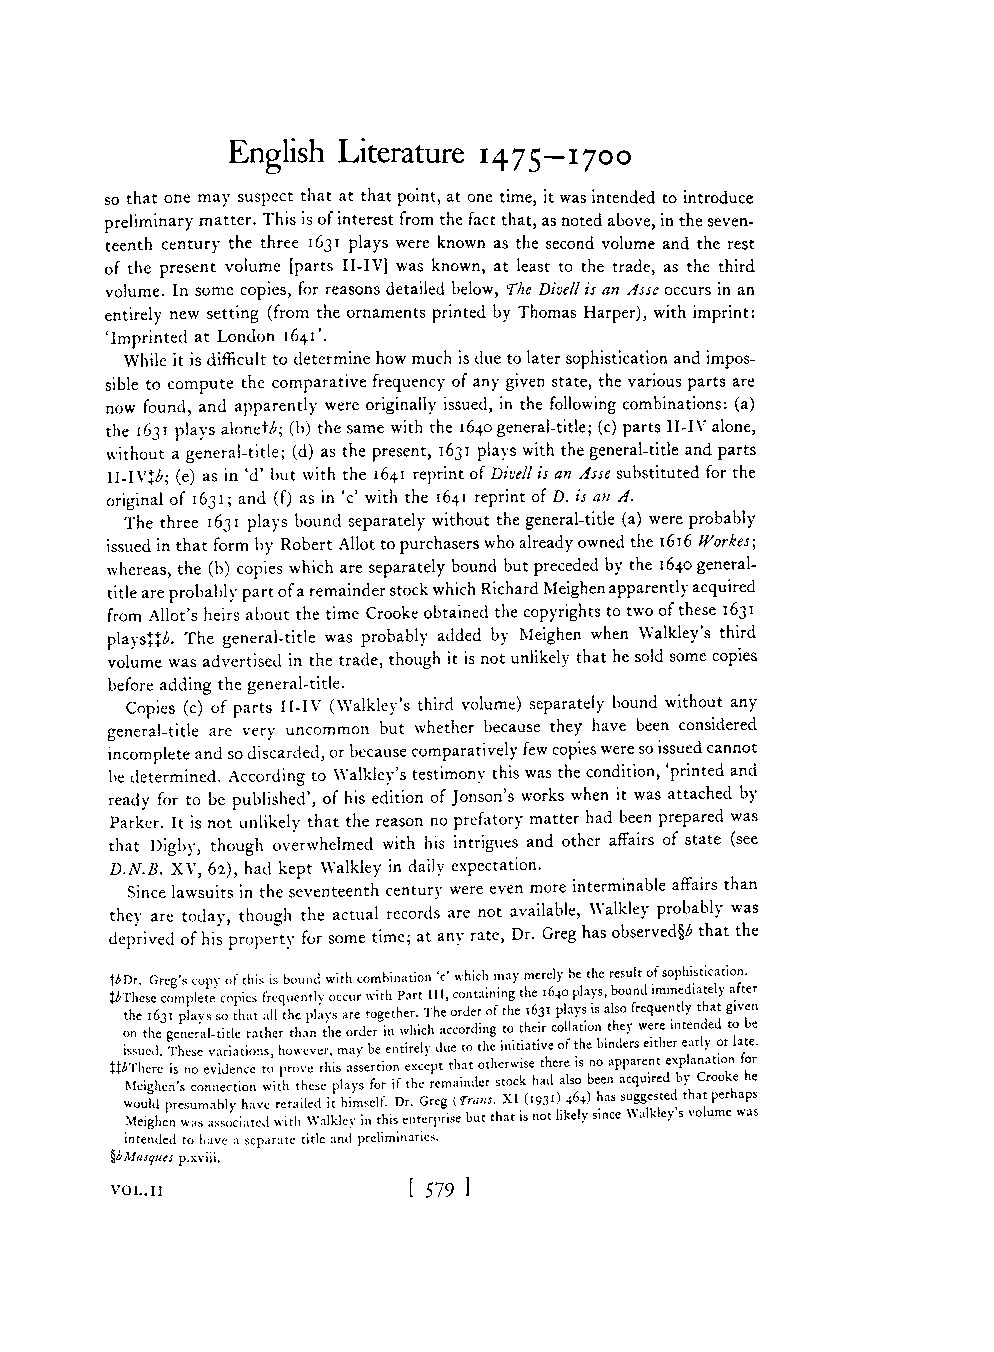 English Literature 1475–1700
so that one may suspect that at that point, at one time, it was intended to introduce
preliminary matter. This is of interest from the fact that, as noted above, in the seven-
teenth century the three 1631 plays were known as the second volume and the rest
of the present volume [parts II-IV] was known, at least to the trade, as the third
volume. In some copies, for reasons detailed below, The Divell is an Asse occurs in an
entirely new setting (from the ornaments printed by Thomas Harper), with imprint:
‘Imprinted at London 1641’.
While it is difficult to determine how much is due to later sophistication and impos-
sible to compute the comparative frequency of any given state, the various parts are
now found, and apparently were originally issued, in the following combinations: (a)
the 1631 plays alone†b; (b) the same with the 1640 general-title; (c) parts II-IV alone,
without a general-title; (d) as the present, 1631 plays with the general-title and parts
II-IV‡b; (e) as in ‘d’ but with the 1641 reprint of Divell is an Asse substituted for the
original of 1631; and (f) as in ‘c’ with the 1641 reprint of D. is an A.
The three 1631 plays bound separately without the general-title (a) were probably
issued in that form by Robert Allot to purchasers who already owned the 1616 Workes;
whereas, the (b) copies which are separately bound but preceded by the 1640 general-
title are probably part of a remainder stock which Richard Meighen apparently acquired
from Allot's heirs about the time Crooke obtained the copyrights to two of these 1631
plays‡‡b. The general-title was probably added by Meighen when Walkley's third
volume was advertised in the trade, though it is not unlikely that he sold some copies
before adding the general-title.
Copies (c) of parts II-IV (Walkley's third volume) separately bound without any
general-title are very uncommon but whether because they have been considered
incomplete and so discarded, or because comparatively few copies were so issued cannot
be determined. According to Walkley's testimony this was the condition, ‘printed and
ready for to be published’, of his edition of Jonson's works when it was attached by
Parker. It is not unlikely that the reason no prefatory matter had been prepared was
that Digby, though overwhelmed with his intrigues and other affairs of state (see
D.N.B. XV, 62), had kept Walkley in daily expectation.
Since lawsuits in the seventeenth century were even more interminable affairs than
they are today, though the actual records are not available, Walkley probably was
deprived of his property for some time; at any rate, Dr. Greg has observed§b that the
†bDr. Greg's copy of this is bound with combination ‘c’ which may merely be the result of sophistication.
‡bThese complete copies frequently occur with Part III, containing the 1640 plays, bound immediately after
the 1631 plays so that all the plays are together. The order of the 1631 plays is also frequently that given
on the general-title rather than the order in which according to their collation they were intended to be
issued. These variations, however, may be entirely due to the initiative of the binders either early or late.
‡‡bThere is no evidence to prove this assertion except that otherwise there is no apparent explanation for
Meighen's connection with these plays for if the remainder stock had also been acquired by Crooke he
would presumably have retailed it himself. Dr. Greg (Trans. XI (1931) 464) has suggested that perhaps
Meighen was associated with Walkley in this enterprise but that is not likely since Walkley's volume was
intended to have a separate title and preliminaries.
§bMasques p.xviii.
VOL.II [ 579 ]